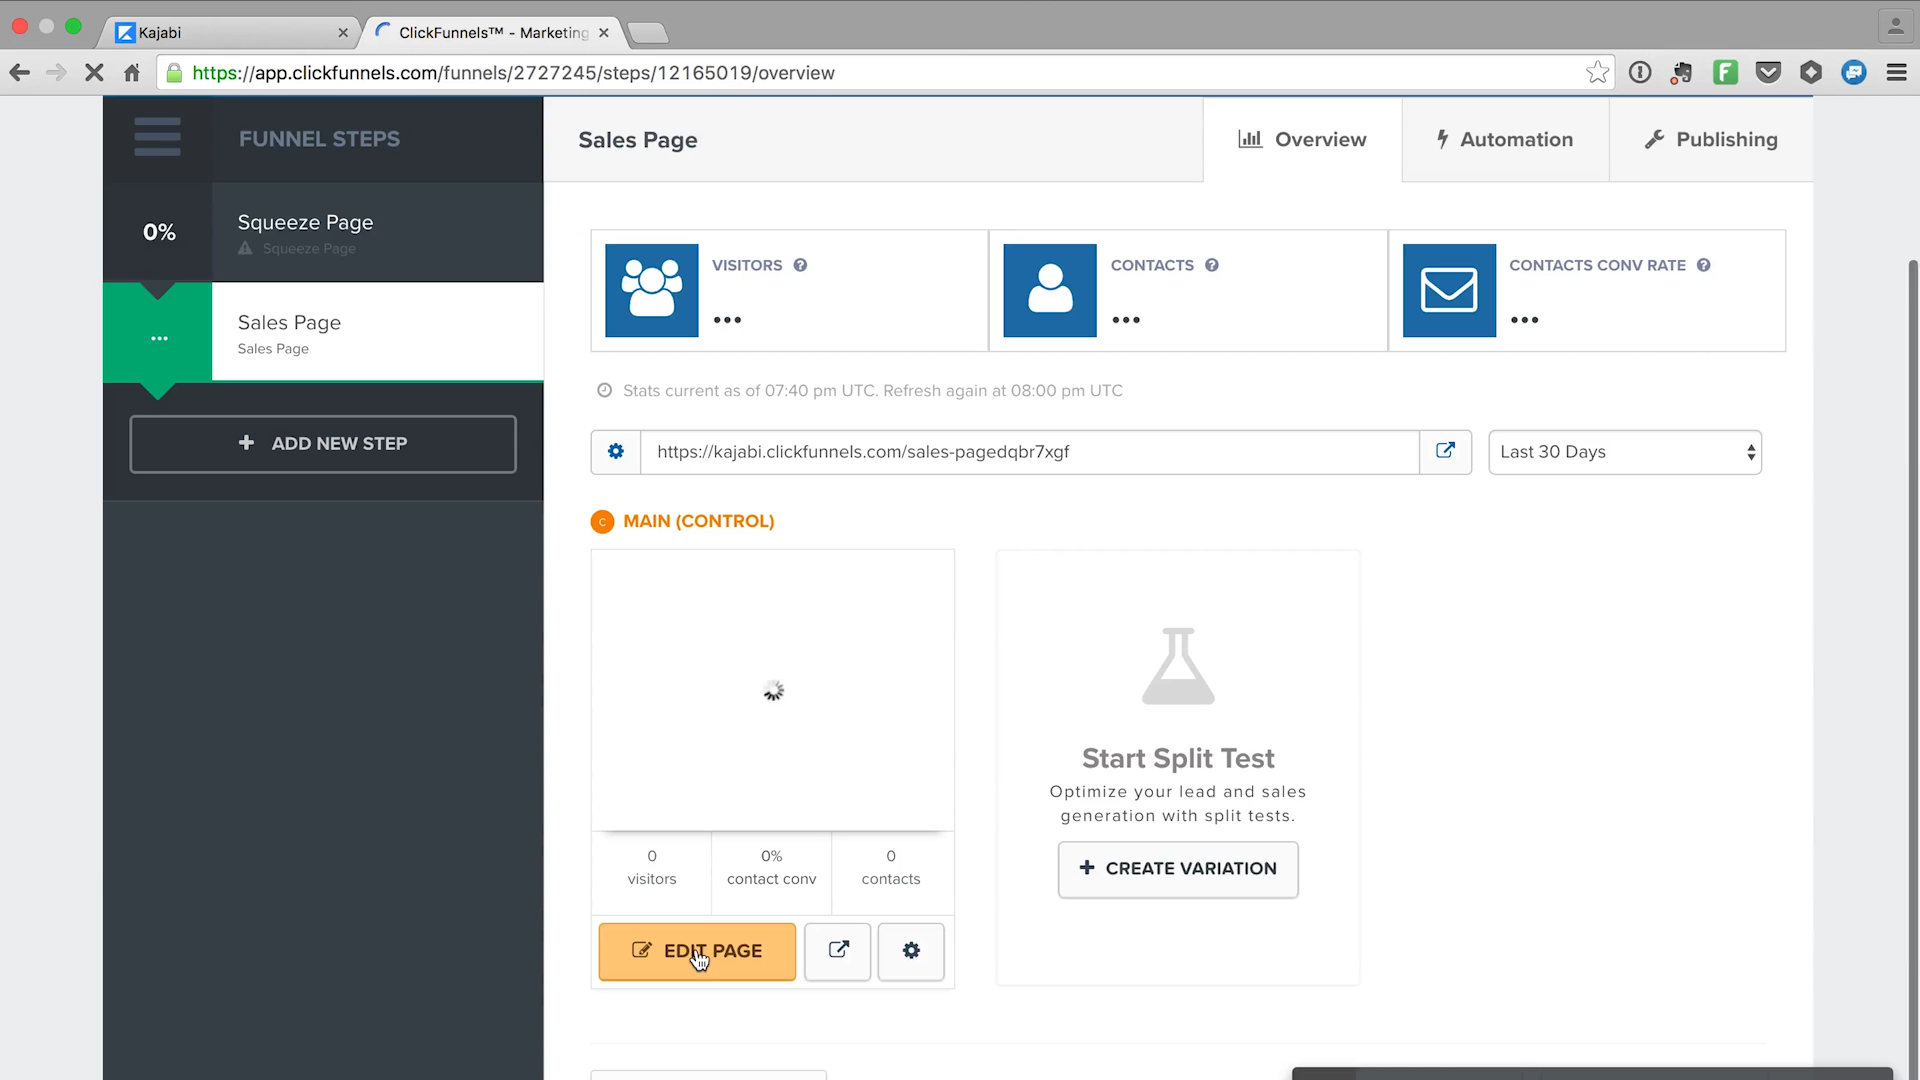 Kajabi
ClickFunnels™ - Marketing
https://app.clickfunnels.com/funnels/2727245/steps/12165019/overview
FUNNEL STEPS
Sales Page
Overview
Automation
Publishing
0%
Squeeze Page
Squeeze Page
...
Sales Page
Sales Page
+ ADD NEW STEP
VISITORS ?
...
CONTACTS ?
...
CONTACTS CONV RATE ?
...
Stats current as of 07:40 pm UTC. Refresh again at 08:00 pm UTC
https://kajabi.clickfunnels.com/sales-pagedqbr7xgf
Last 30 Days
C MAIN (CONTROL)
Start Split Test
Optimize your lead and sales
generation with split tests.
+ CREATE VARIATION
0
visitors
0%
contact conv
0
contacts
EDIT PAGE